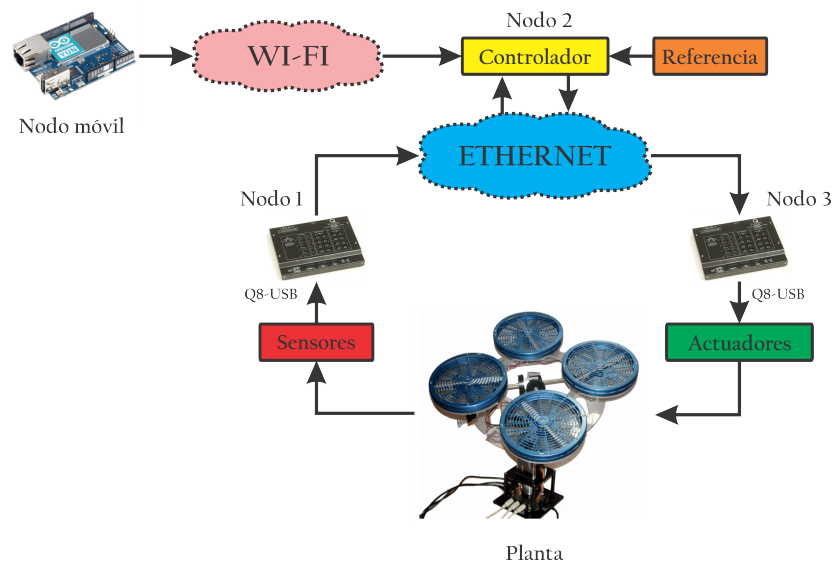 Nodo 2
WI-FI
Controlador
Referencia
YUN
Nodo móvil
ETHERNET
Nodo 1
Nodo 3
Q8-USB
Q8-USB
Sensores
Actuadores
Planta